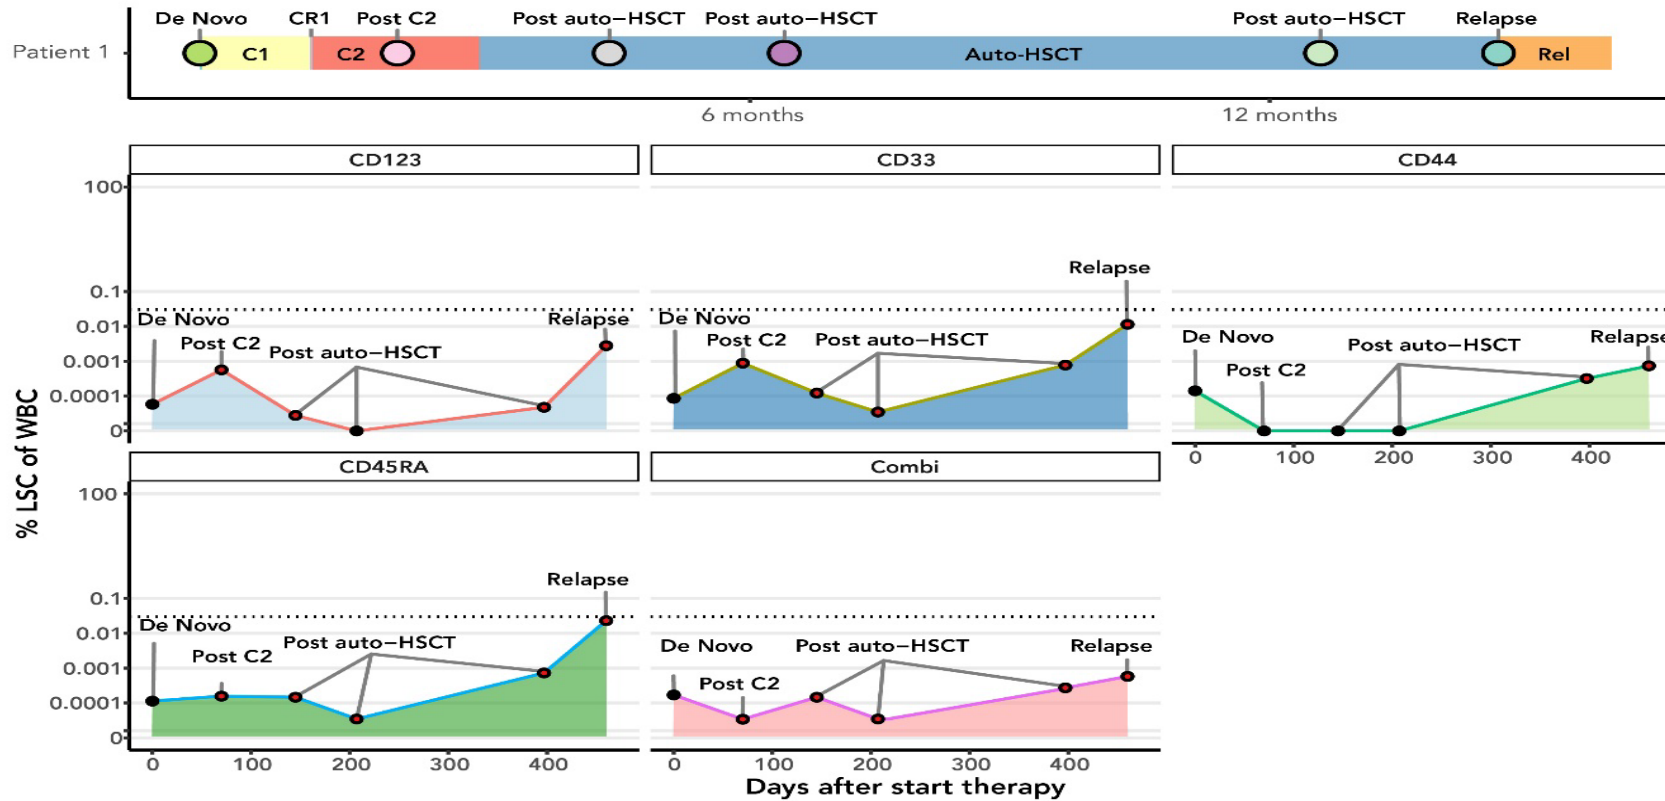 De Novo CR1 Post C2 Post auto−HSCT Post auto−HSCT Post auto−HSCT Relapse
Patient 1 C1 C2 Auto-HSCT Rel
6 months 12 months
CD123 CD33 CD44
100
Relapse
0.1
De Novo Relapse De Novo
0.01
Post C2 Post C2 Post auto−HSCT De Novo Relapse
Post auto−HSCT Post auto−HSCT
0.001
Post C2
0.0001
0
0 100 200 300 400
% LSC of WBC
CD45RA Combi
100
Relapse
0.1
De Novo
0.01
Post auto−HSCT De Novo Post auto−HSCT Relapse
Post C2
0.001
Post C2
0.0001
0
0 100 200 300 400 0 100 200 300 400
Days after start therapy